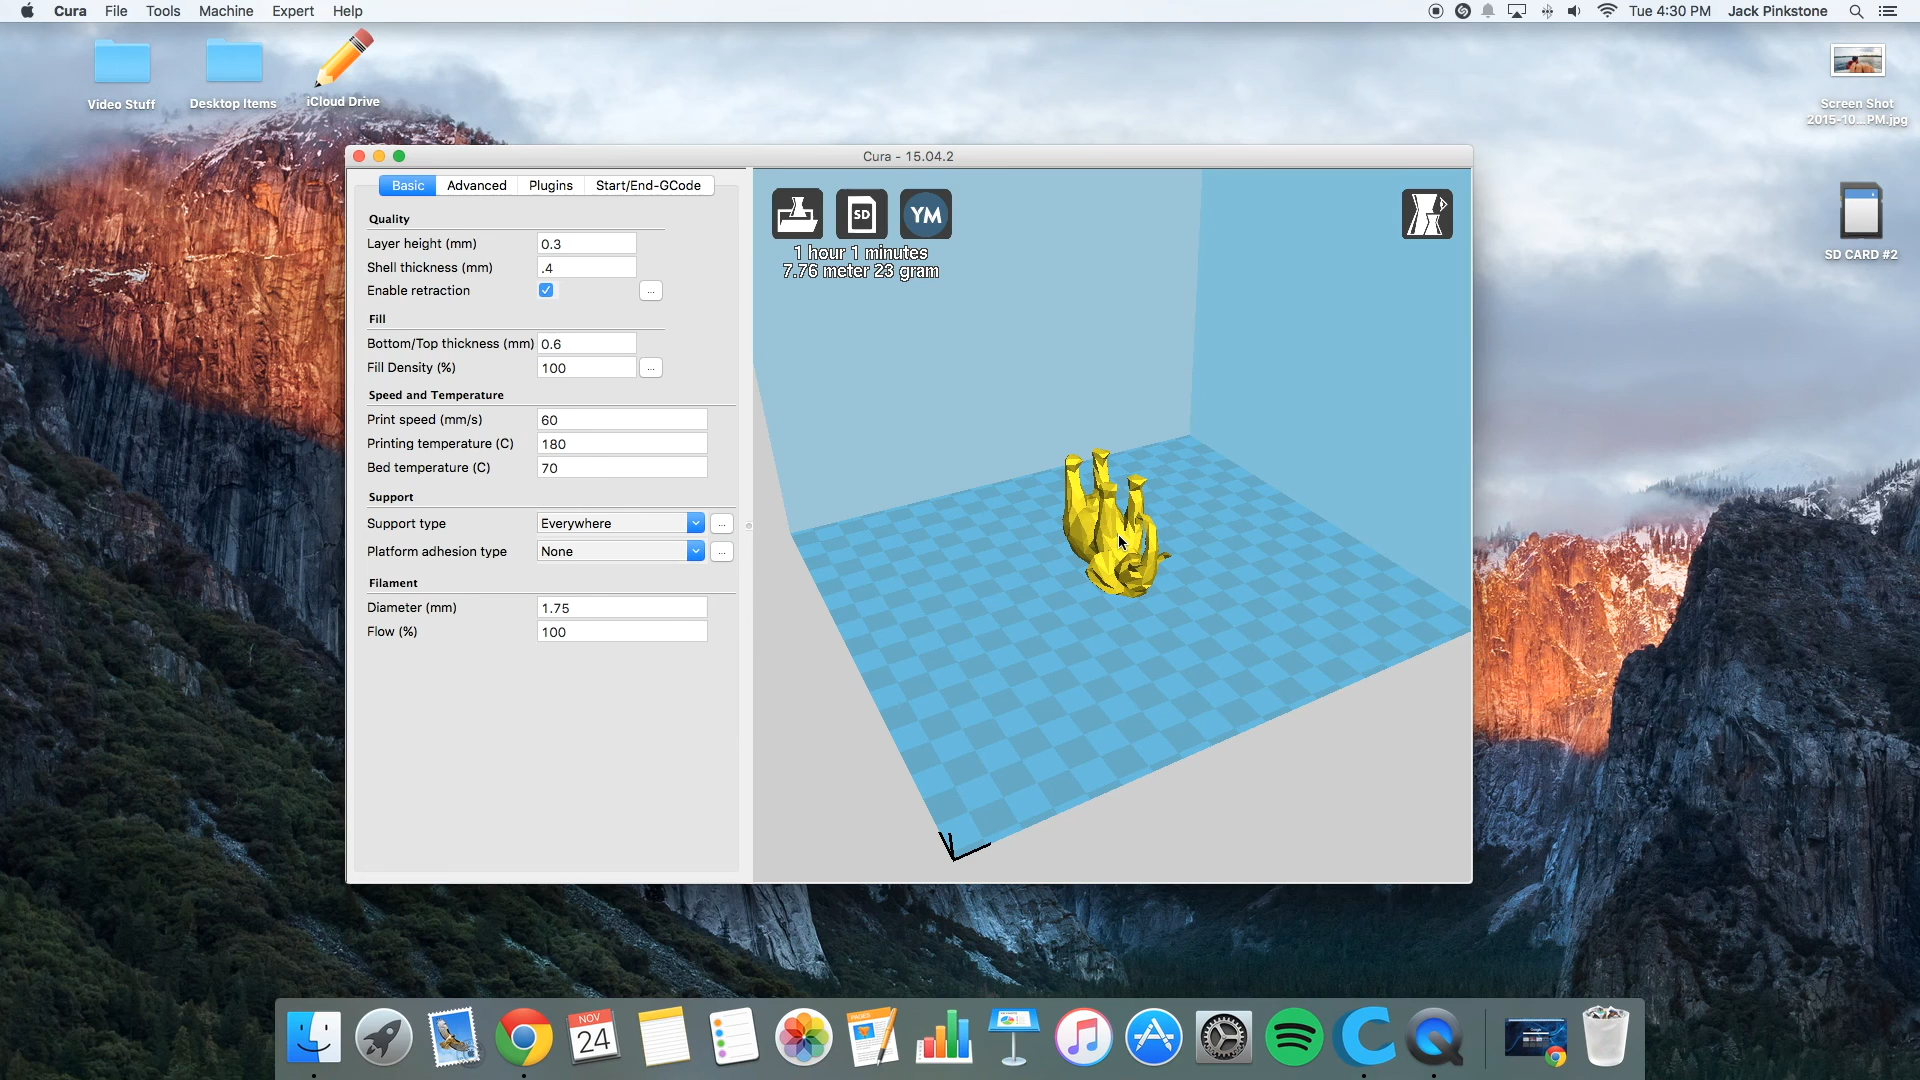 Cura File Tools Machine Expert Help
Tue 4:30 PM Jack Pinkstone
Video Stuff
Desktop Items
iCloud Drive
Screen Shot
2015-10...PM.jpg
SD CARD #2
Cura - 15.04.2
Basic Advanced Plugins Start/End-GCode
Quality
Layer height (mm) 0.3
Shell thickness (mm) .4
Enable retraction ...
Fill
Bottom/Top thickness (mm) 0.6
Fill Density (%) 100 ...
Speed and Temperature
Print speed (mm/s) 60
Printing temperature (C) 180
Bed temperature (C) 70
Support
Support type Everywhere ...
Platform adhesion type None ...
Filament
Diameter (mm) 1.75
Flow (%) 100
SD YM
1 hour 1 minutes
7.76 meter 23 gram
NOV
24
PAGES